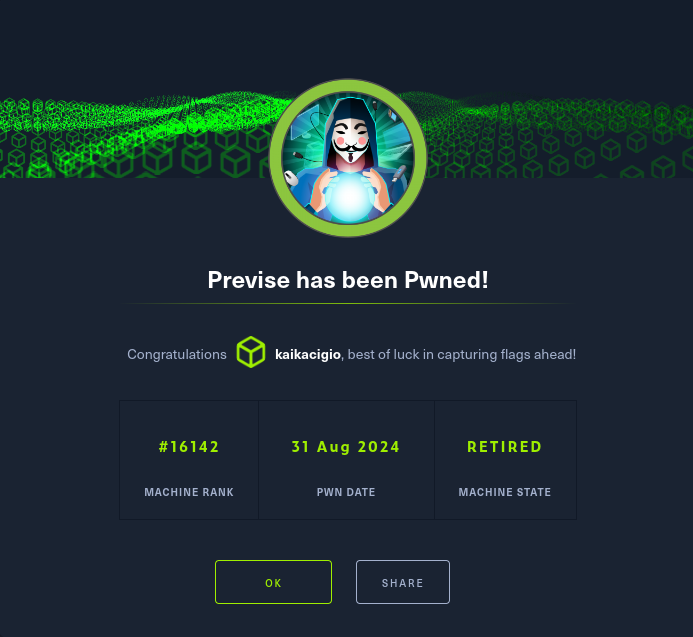 Previse has been Pwned!
Congratulations kaikacigio, best of luck in capturing flags ahead!
#16142 31 Aug 2024 RETIRED
MACHINE RANK PWN DATE MACHINE STATE
OK SHARE